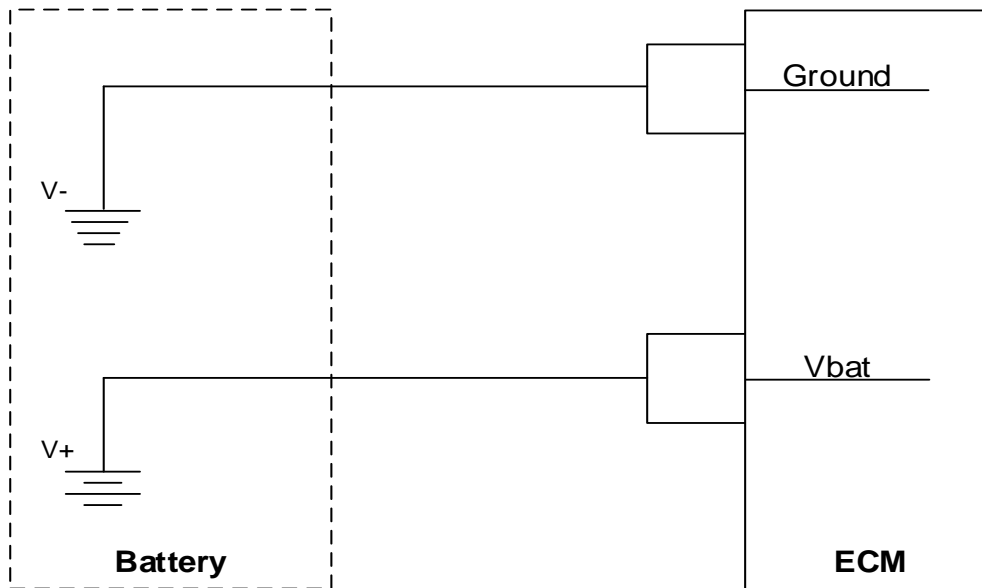 Ground
V-
Vbat
V+
Battery
ECM